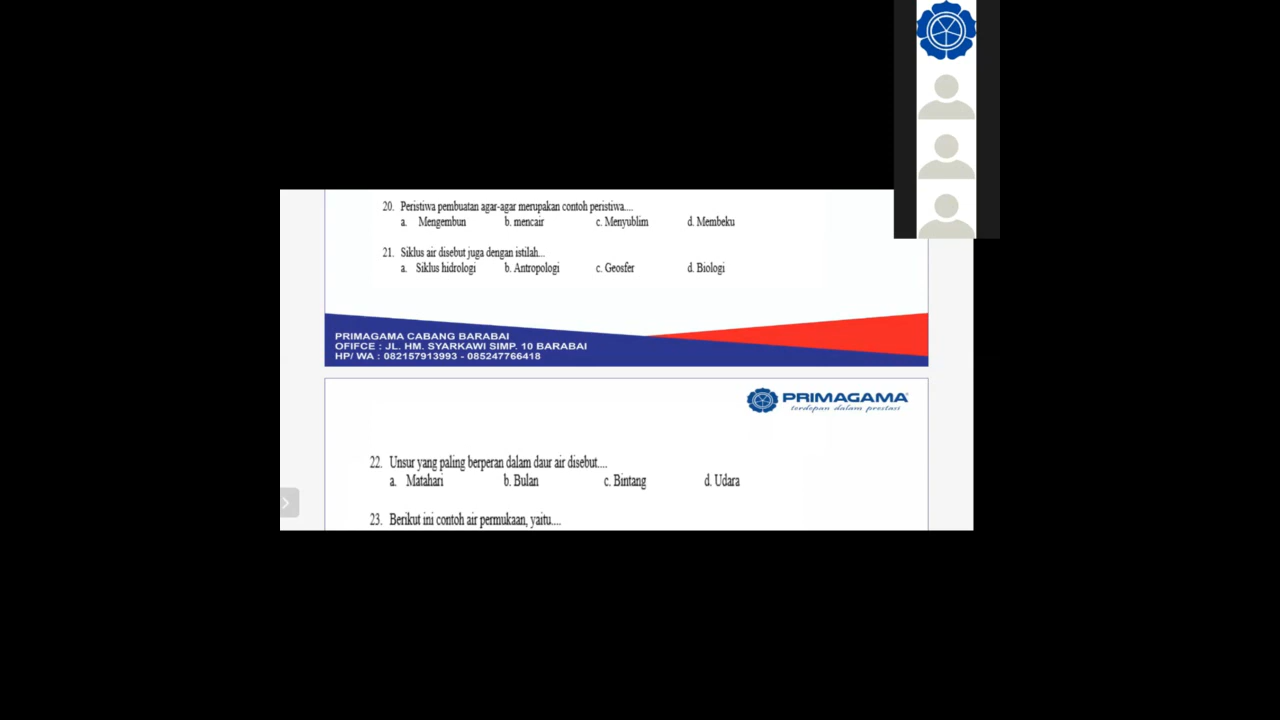 20. Peristiwa pembuatan agar-agar merupakan contoh peristiwa....
a. Mengembun b. mencair c. Menyublim d. Membeku
21. Siklus air disebut juga dengan istilah...
a. Siklus hidrologi b. Antropologi c. Geosfer d. Biologi
PRIMAGAMA CABANG BARABAI
OFIFCE : JL. HM. SYARKAWI SIMP. 10 BARABAI
HP/ WA : 082157913993 - 085247766418
PRIMAGAMA
terdepan dalam prestasi
22. Unsur yang paling berperan dalam daur air disebut....
a. Matahari b. Bulan c. Bintang d. Udara
23. Berikut ini contoh air permukaan, yaitu....